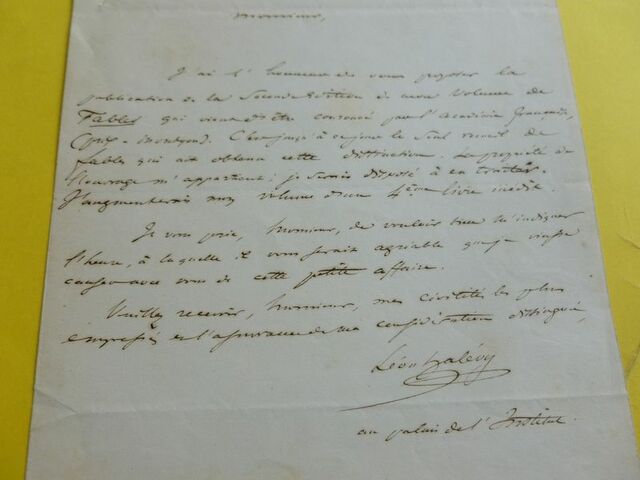 Monsieur,
J'ai l'honneur de vous proposer la
publication de la Seconde édition de mon volume de
Fables qui vient d'être couronné par l'Académie française,
(prix-montyon). C'est jusqu'à ce jour le seul recueil de
fables qui ait obtenu cette distinction. La propriété de
l'ouvrage m'appartient; je serais disposé à en traiter.
J'augmenterais mon volume d'un 4ème livre inédit.
Je vous prie, Monsieur, de vouloir bien m'indiquer
l'heure, à laquelle il vous serait agréable que je vinsse
causer avec vous de cette petite affaire.
Veuillez recevoir, Monsieur, mes civilités les plus
empressées et l'assurance de ma considération distinguée,
Léon Halévy
au palais de l'Institut.